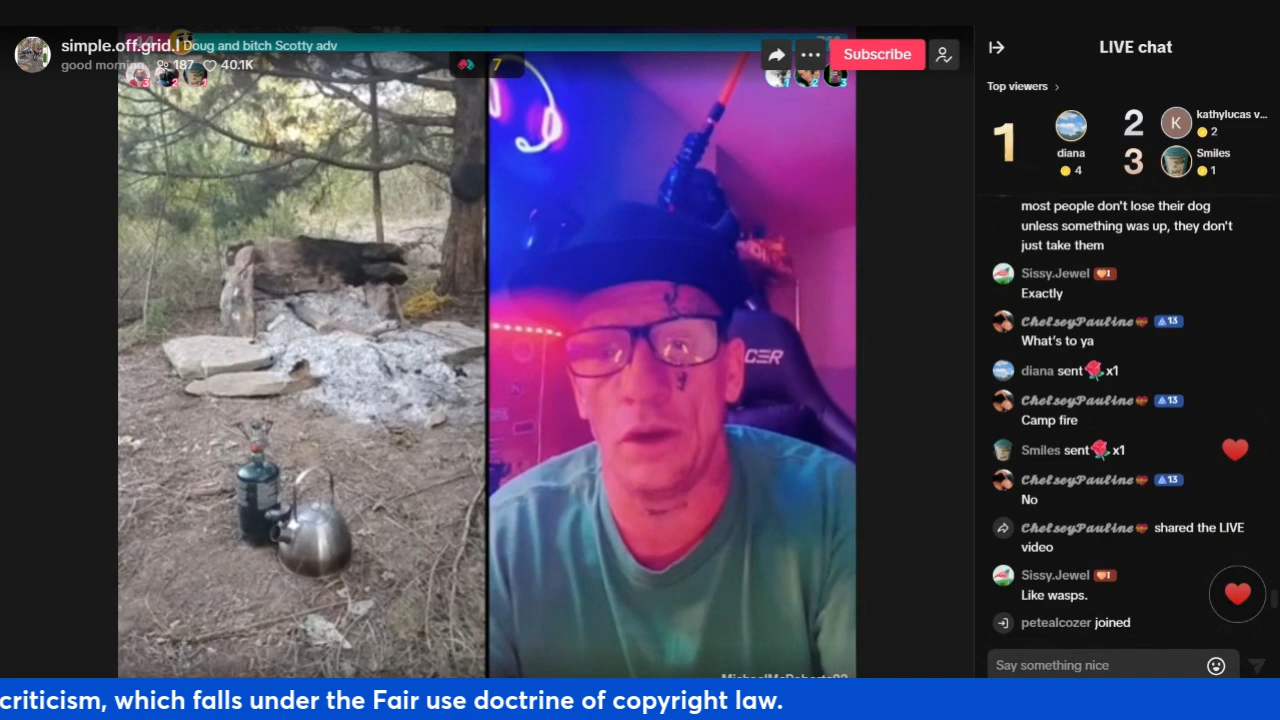 simple.off.grid.l
Doug and bitch Scotty adv
good morning
187
40.1K
7
Subscribe
CER
LIVE chat
Top viewers
1
diana
4
2
kathylucas v...
2
3
Smiles
1
most people don't lose their dog
unless something was up, they don't
just take them
Sissy.Jewel I
Exactly
ChelseyPauline 13
What's to ya
diana sent x1
ChelseyPauline 13
Camp fire
Smiles sent x1
ChelseyPauline 13
No
ChelseyPauline shared the LIVE
video
Sissy.Jewel I
Like wasps.
petealcozer joined
Say something nice
criticism, which falls under the Fair use doctrine of copyright law.